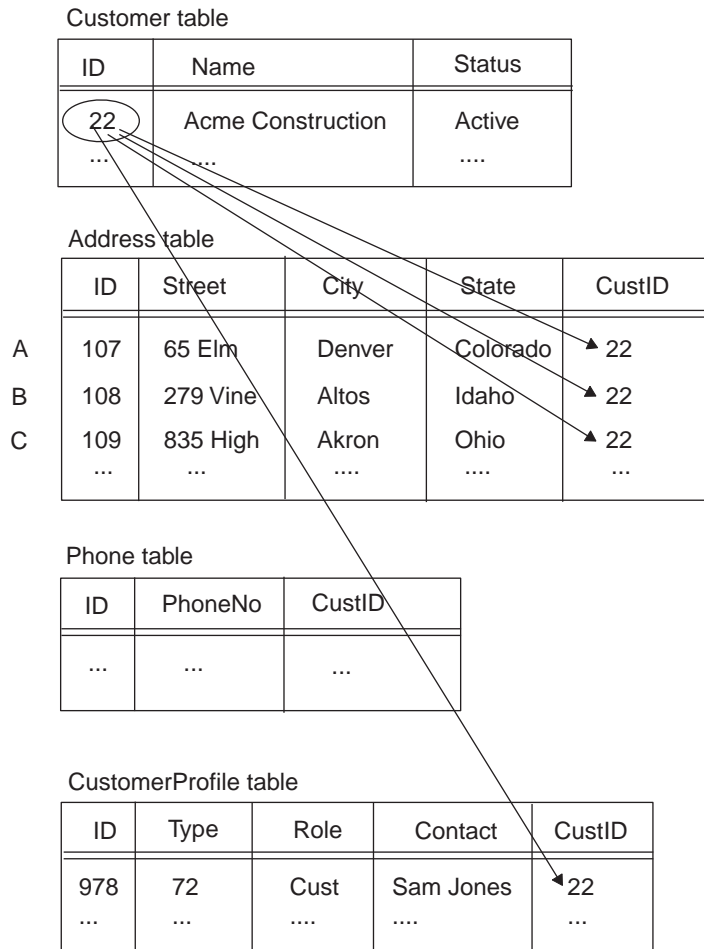 Customer table
ID Name Status
22 Acme Construction Active
... .... ....
Address table
ID Street City State CustID
A 107 65 Elm Denver Colorado 22
B 108 279 Vine Altos Idaho 22
C 109 835 High Akron Ohio 22
... ... .... .... ...
Phone table
ID PhoneNo CustID
... ... ...
CustomerProfile table
ID Type Role Contact CustID
978 72 Cust Sam Jones 22
... ... .... .... ...